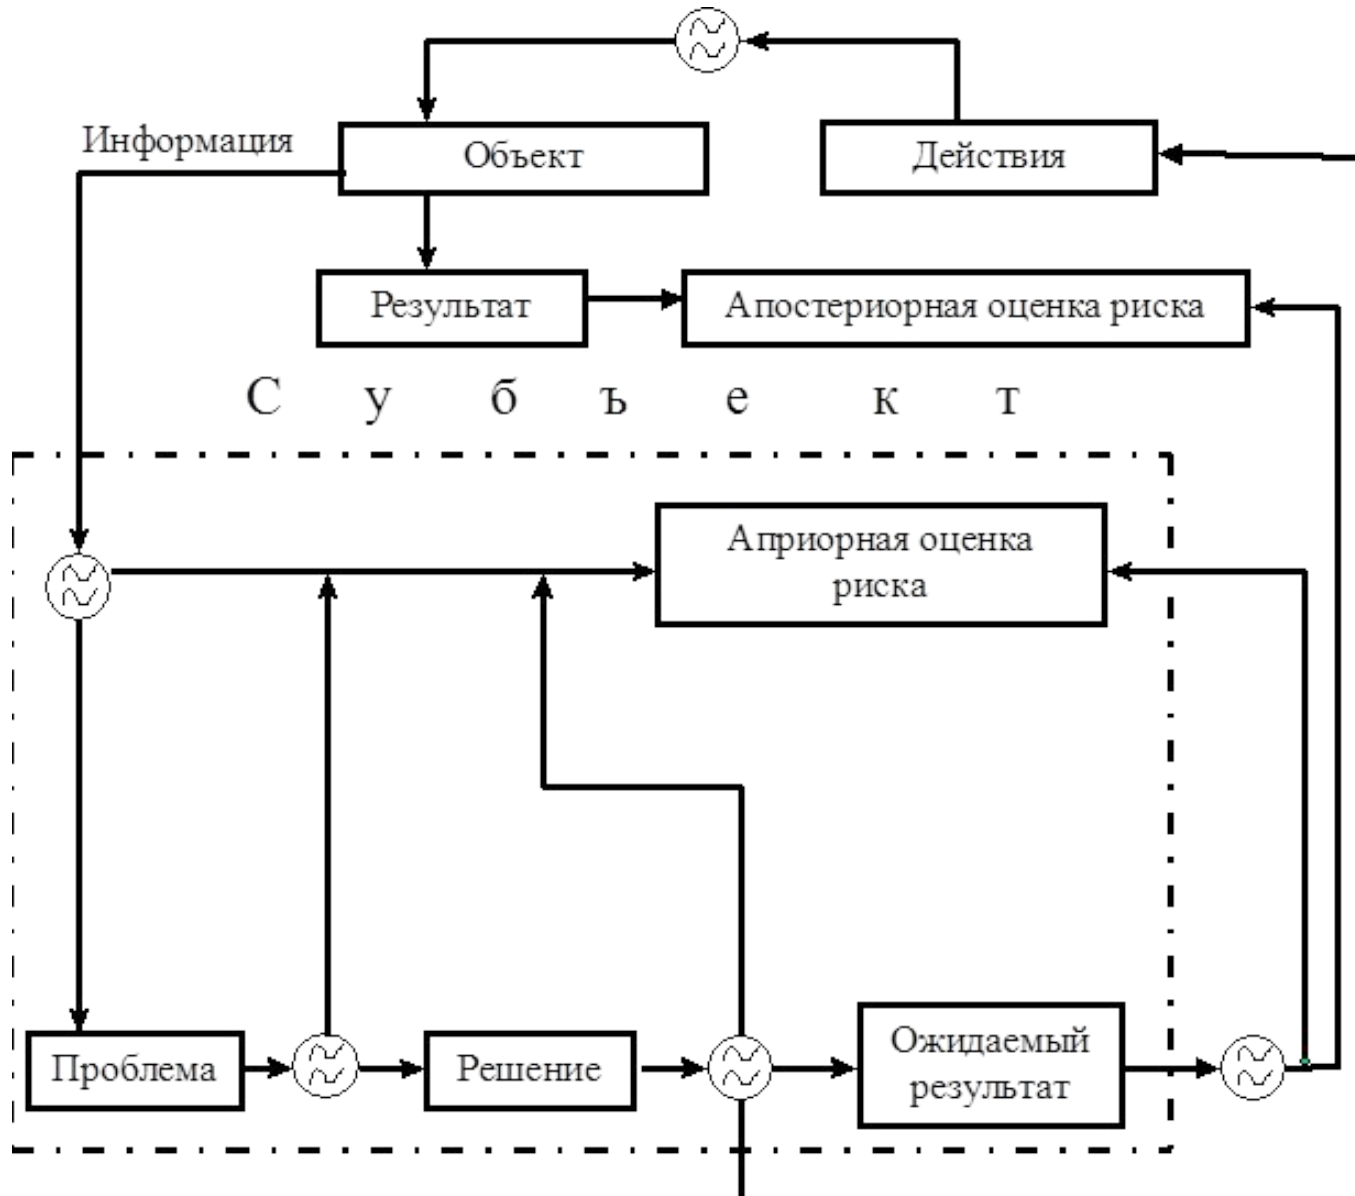 Информация
Объект
Действия
Результат
Апостериорная оценка риска
С у б ъ е к т
Априорная оценка
риска
Проблема
Решение
Ожидаемый
результат